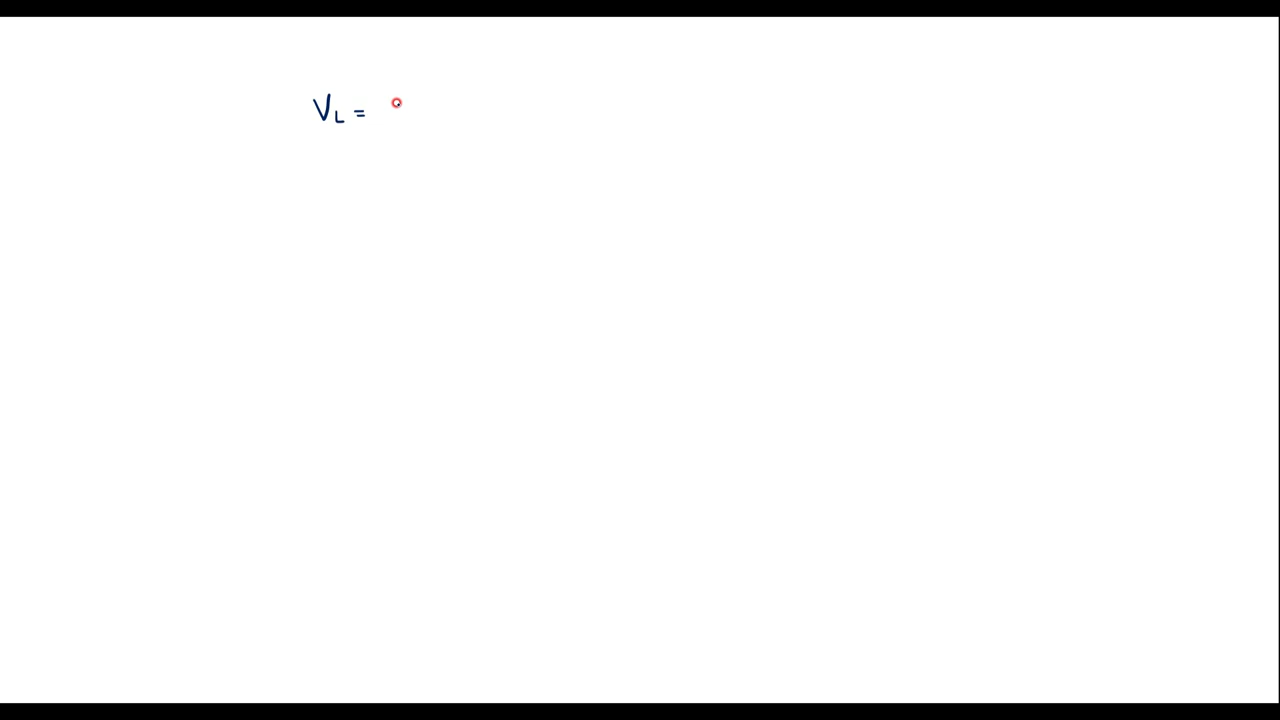 V_L =